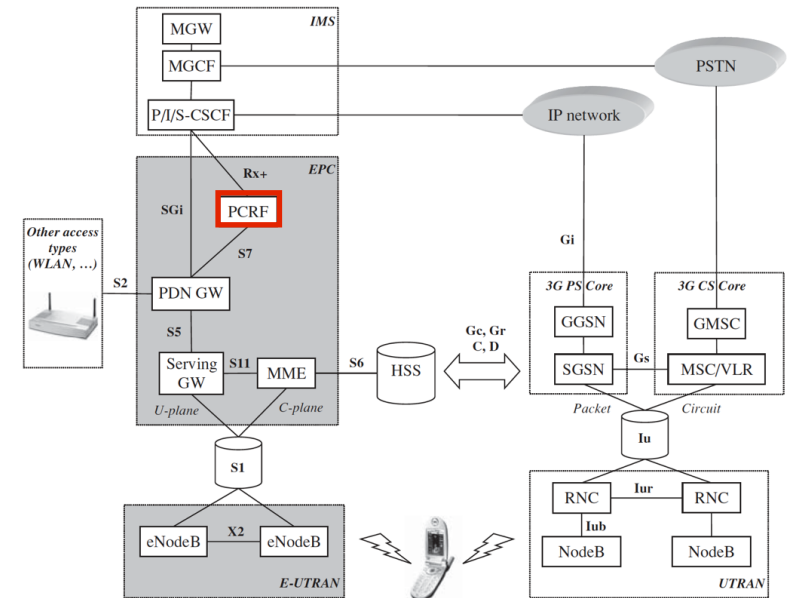 IMS
MGW
MGCF
P/I/S-CSCF
PSTN
IP network
EPC
Rx+
PCRF
SGi
S7
Other access
types
(WLAN, …)
S2
PDN GW
S5
Serving
GW
S11
MME
S6
HSS
U-plane
C-plane
Gc, Gr
C, D
Gi
3G PS Core
GGSN
SGSN
Gs
3G CS Core
GMSC
MSC/VLR
Packet
Circuit
S1
Iu
eNodeB
X2
eNodeB
E-UTRAN
RNC
Iur
RNC
Iub
NodeB
NodeB
UTRAN